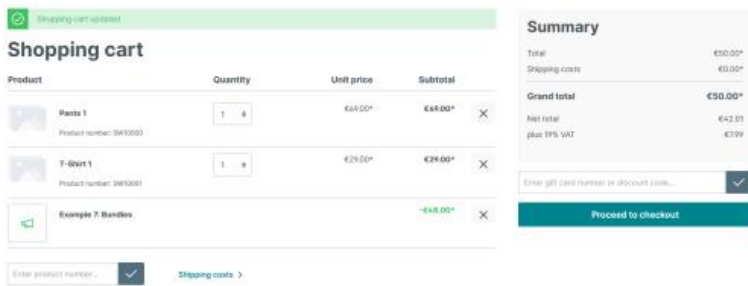 Shopping cart updated
Shopping cart
Product Quantity Unit price Subtotal
Pants 1 1 €69.00* €69.00*
Product number: SW10000
T-Shirt 1 1 €29.00* €29.00*
Product number: SW10001
Example 7: Bundles -€48.00*
Enter product number... Shipping costs
Summary
Total €50.00*
Shipping costs €0.00*
Grand total €50.00*
Net total €42.01
plus 19% VAT €7.99
Enter gift card number or discount code...
Proceed to checkout